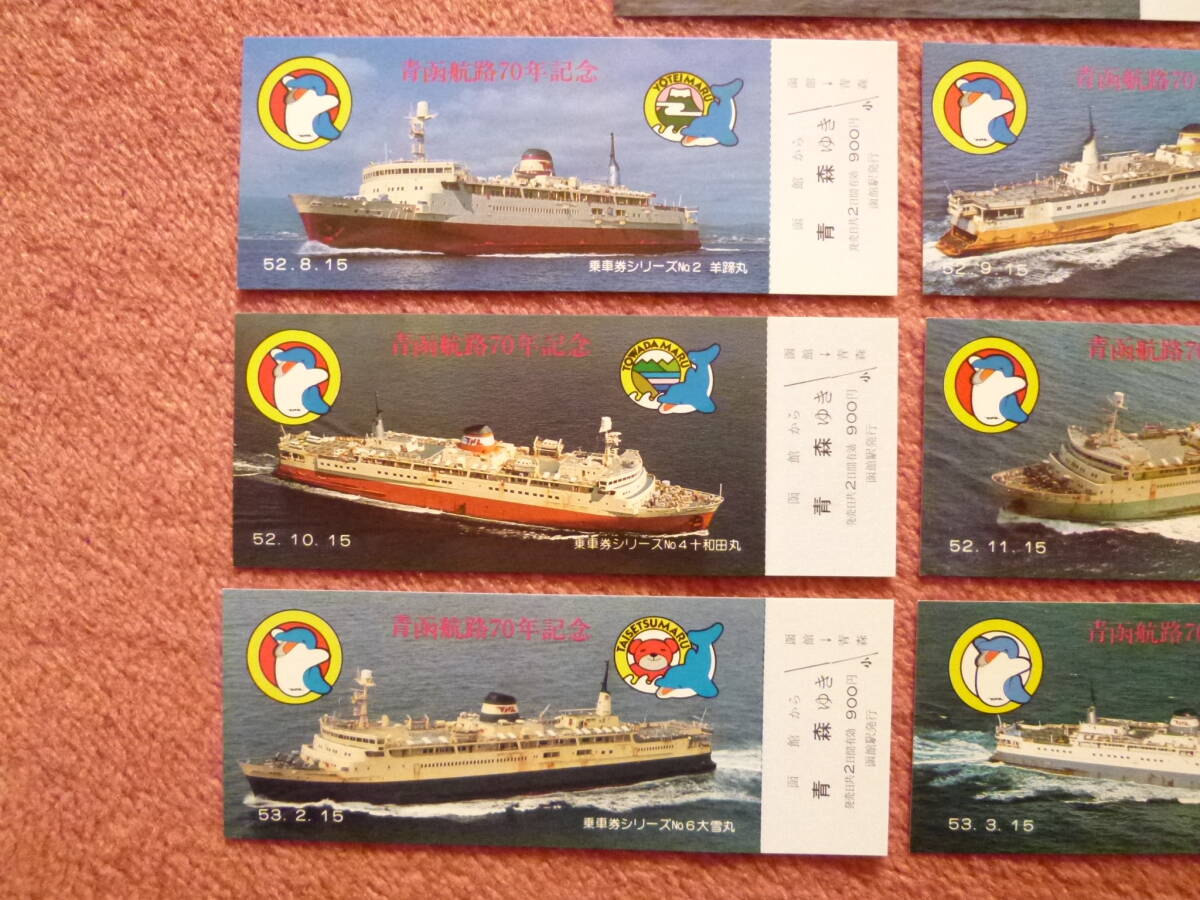 青函航路70年記念
YOTEIMARU
52.8.15
乗車券シリーズNo2 羊蹄丸
函館→青森
函館から
青森ゆき
発売日共2日間有効 900円 小
函館駅発行
青函航路70
52.9.15
青函航路70年記念
TOWADAMARU
52.10.15
乗車券シリーズNo4十和田丸
函館→青森
函館から
青森ゆき
発売日共2日間有効 900円 小
函館駅発行
青函航路7
52.11.15
青函航路70年記念
TAISETSUMARU
53.2.15
乗車券シリーズNo6大雪丸
函館→青森
函館から
青森ゆき
発売日共2日間有効 900円 小
函館駅発行
青函航路7
53.3.15